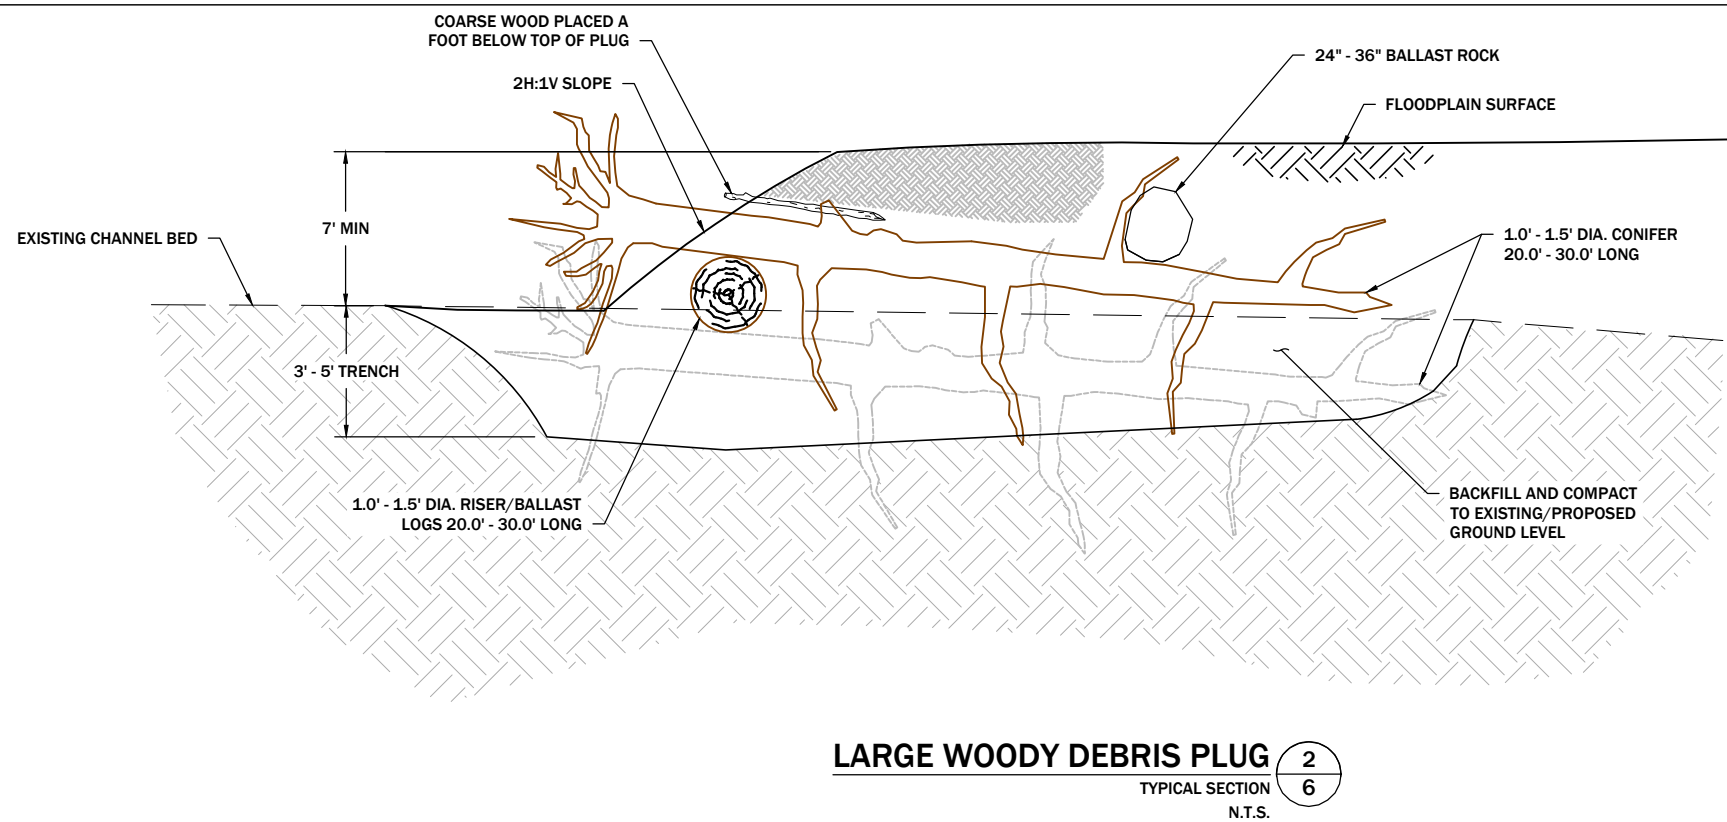 COARSE WOOD PLACED A
FOOT BELOW TOP OF PLUG
2H:1V SLOPE
24" - 36" BALLAST ROCK
FLOODPLAIN SURFACE
7' MIN
EXISTING CHANNEL BED
1.0' - 1.5' DIA. CONIFER
20.0' - 30.0' LONG
3' - 5' TRENCH
1.0' - 1.5' DIA. RISER/BALLAST
LOGS 20.0' - 30.0' LONG
BACKFILL AND COMPACT
TO EXISTING/PROPOSED
GROUND LEVEL
LARGE WOODY DEBRIS PLUG
2
6
TYPICAL SECTION
N.T.S.